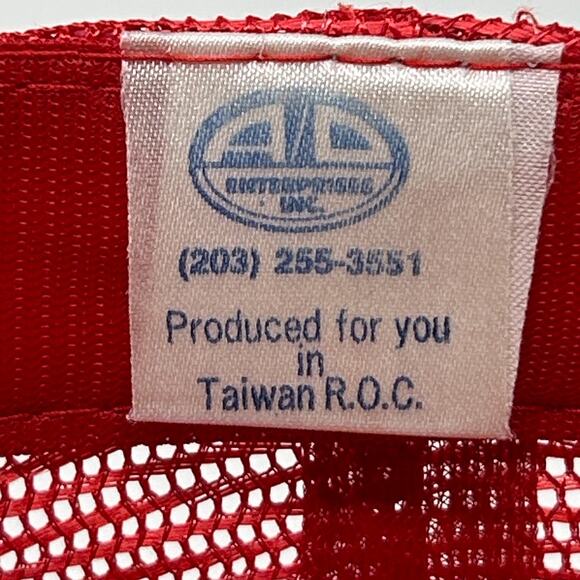 ENTERPRISES
INC.
(203) 255-3551
Produced for you
in
Taiwan R.O.C.